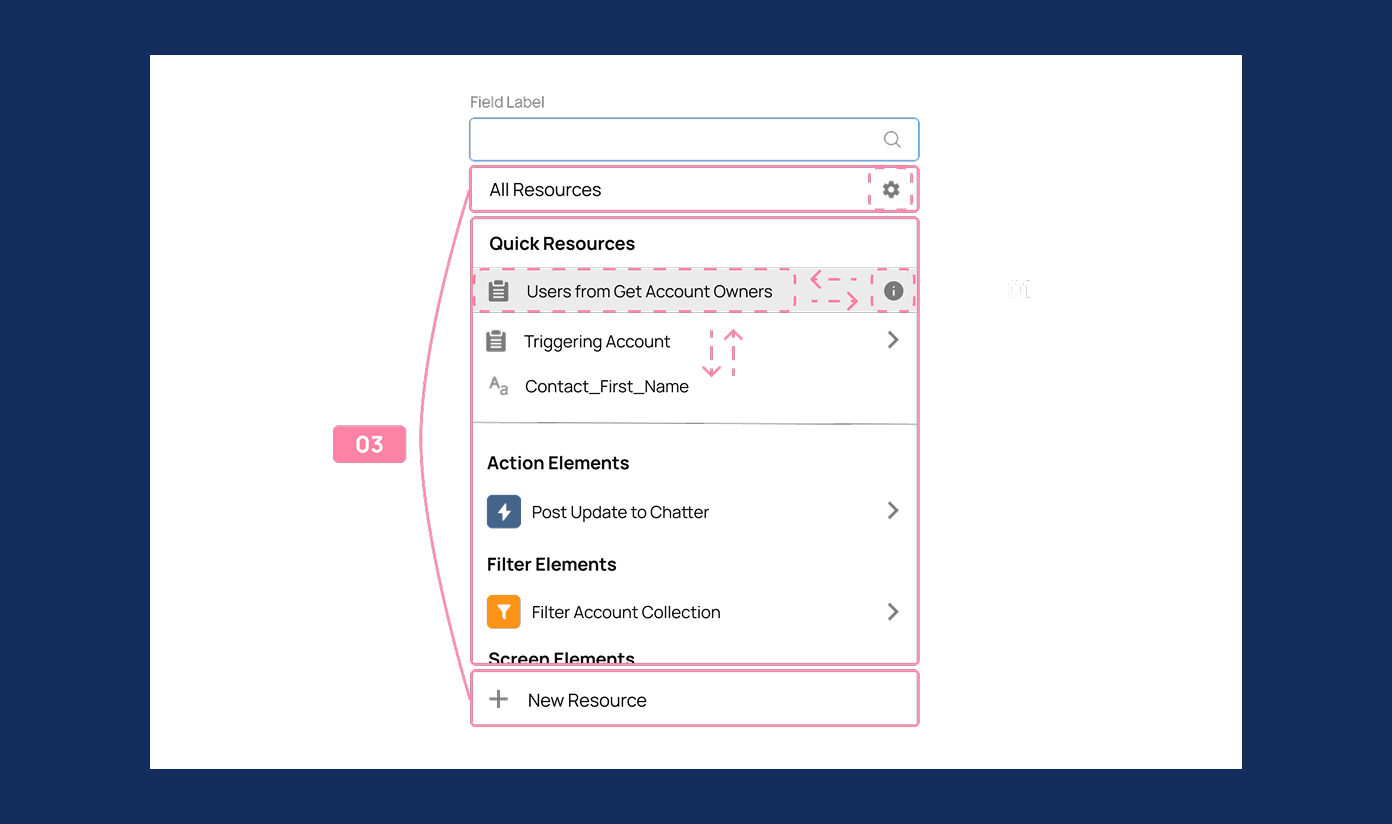 Field Label
All Resources
Quick Resources
Users from Get Account Owners
01
Triggering Account
Aa Contact_First_Name
03
Action Elements
Post Update to Chatter
Filter Elements
Filter Account Collection
Screen Elements
New Resource